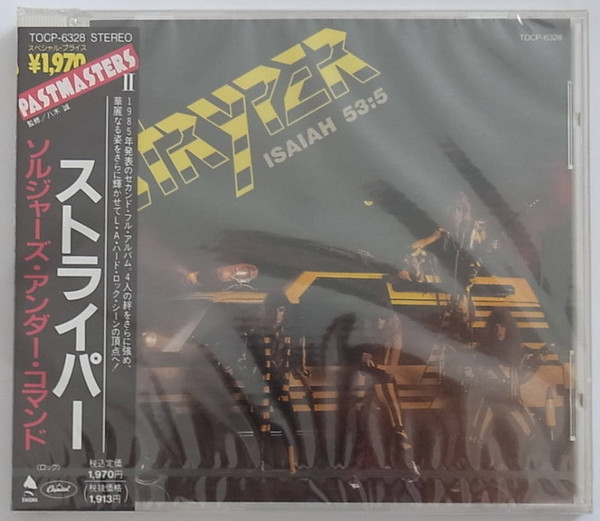 TOCP-6328 STEREO
スペシャル・プライス
¥1,970
PASTMASTERS
II
監修/八木 誠
1985年発表のセカンド・フル・アルバム。4人の絆をさらに強め、
華麗なる姿をさらに輝かせてL・A・ハード・ロック・シーンの頂点へ!
ストライパー
ソルジャーズ・アンダー・コマンド
(ロック)
税込定価
1,970円
(税抜価格)
1,913円
EASTWORLD
Capitol
TOCP-6328
STRYPER
ISAIAH 53:5